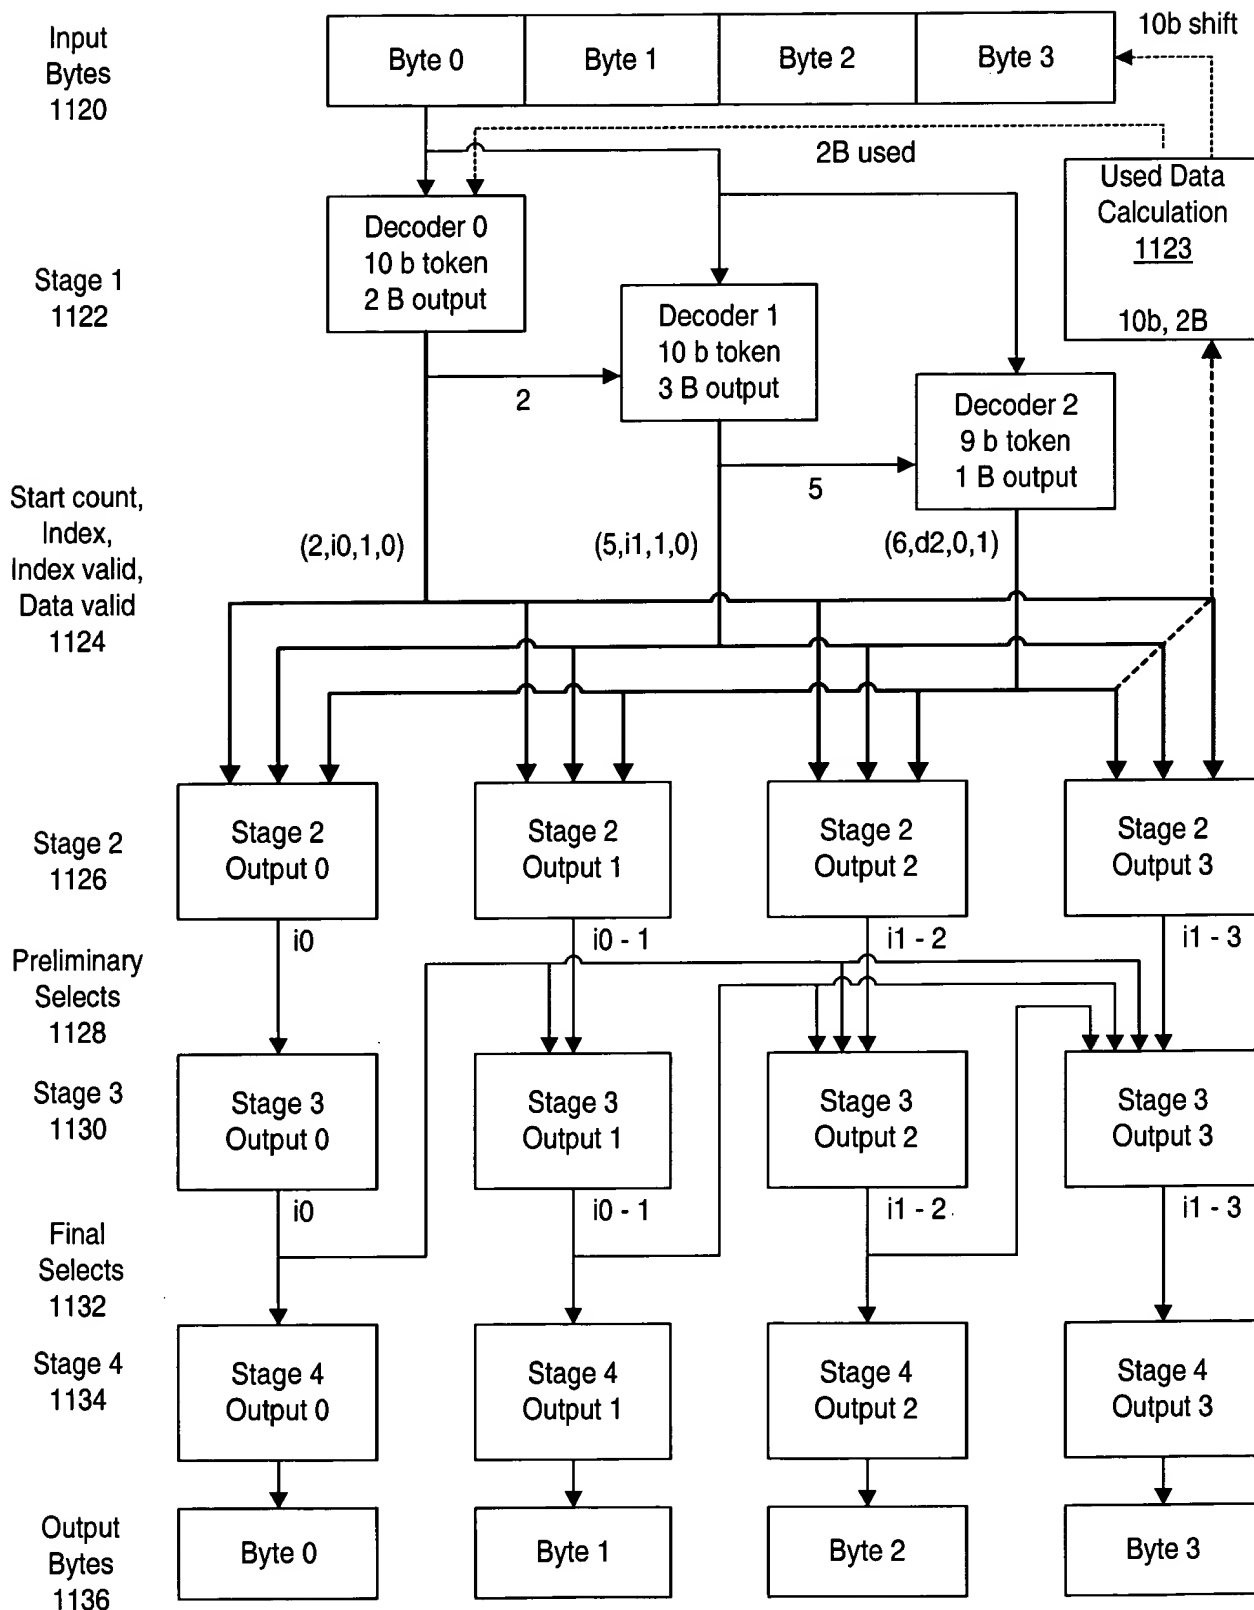 Input
Bytes
1120
Byte 0
Byte 1
Byte 2
Byte 3
10b shift
2B used
Used Data
Calculation
1123
10b, 2B
Stage 1
1122
Decoder 0
10 b token
2 B output
Decoder 1
10 b token
3 B output
Decoder 2
9 b token
1 B output
2
5
Start count,
Index,
Index valid,
Data valid
1124
(2,i0,1,0)
(5,i1,1,0)
(6,d2,0,1)
Stage 2
1126
Stage 2
Output 0
Stage 2
Output 1
Stage 2
Output 2
Stage 2
Output 3
Preliminary
Selects
1128
i0
i0 - 1
i1 - 2
i1 - 3
Stage 3
1130
Stage 3
Output 0
Stage 3
Output 1
Stage 3
Output 2
Stage 3
Output 3
Final
Selects
1132
i0
i0 - 1
i1 - 2
i1 - 3
Stage 4
1134
Stage 4
Output 0
Stage 4
Output 1
Stage 4
Output 2
Stage 4
Output 3
Output
Bytes
1136
Byte 0
Byte 1
Byte 2
Byte 3